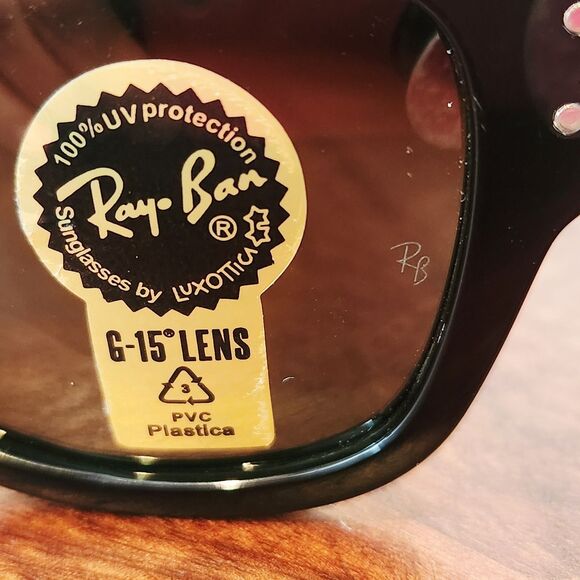 100% UV protection
Ray-Ban ®
Sunglasses by LUXOTTICA
G-15® LENS
3
PVC
Plastica
RB